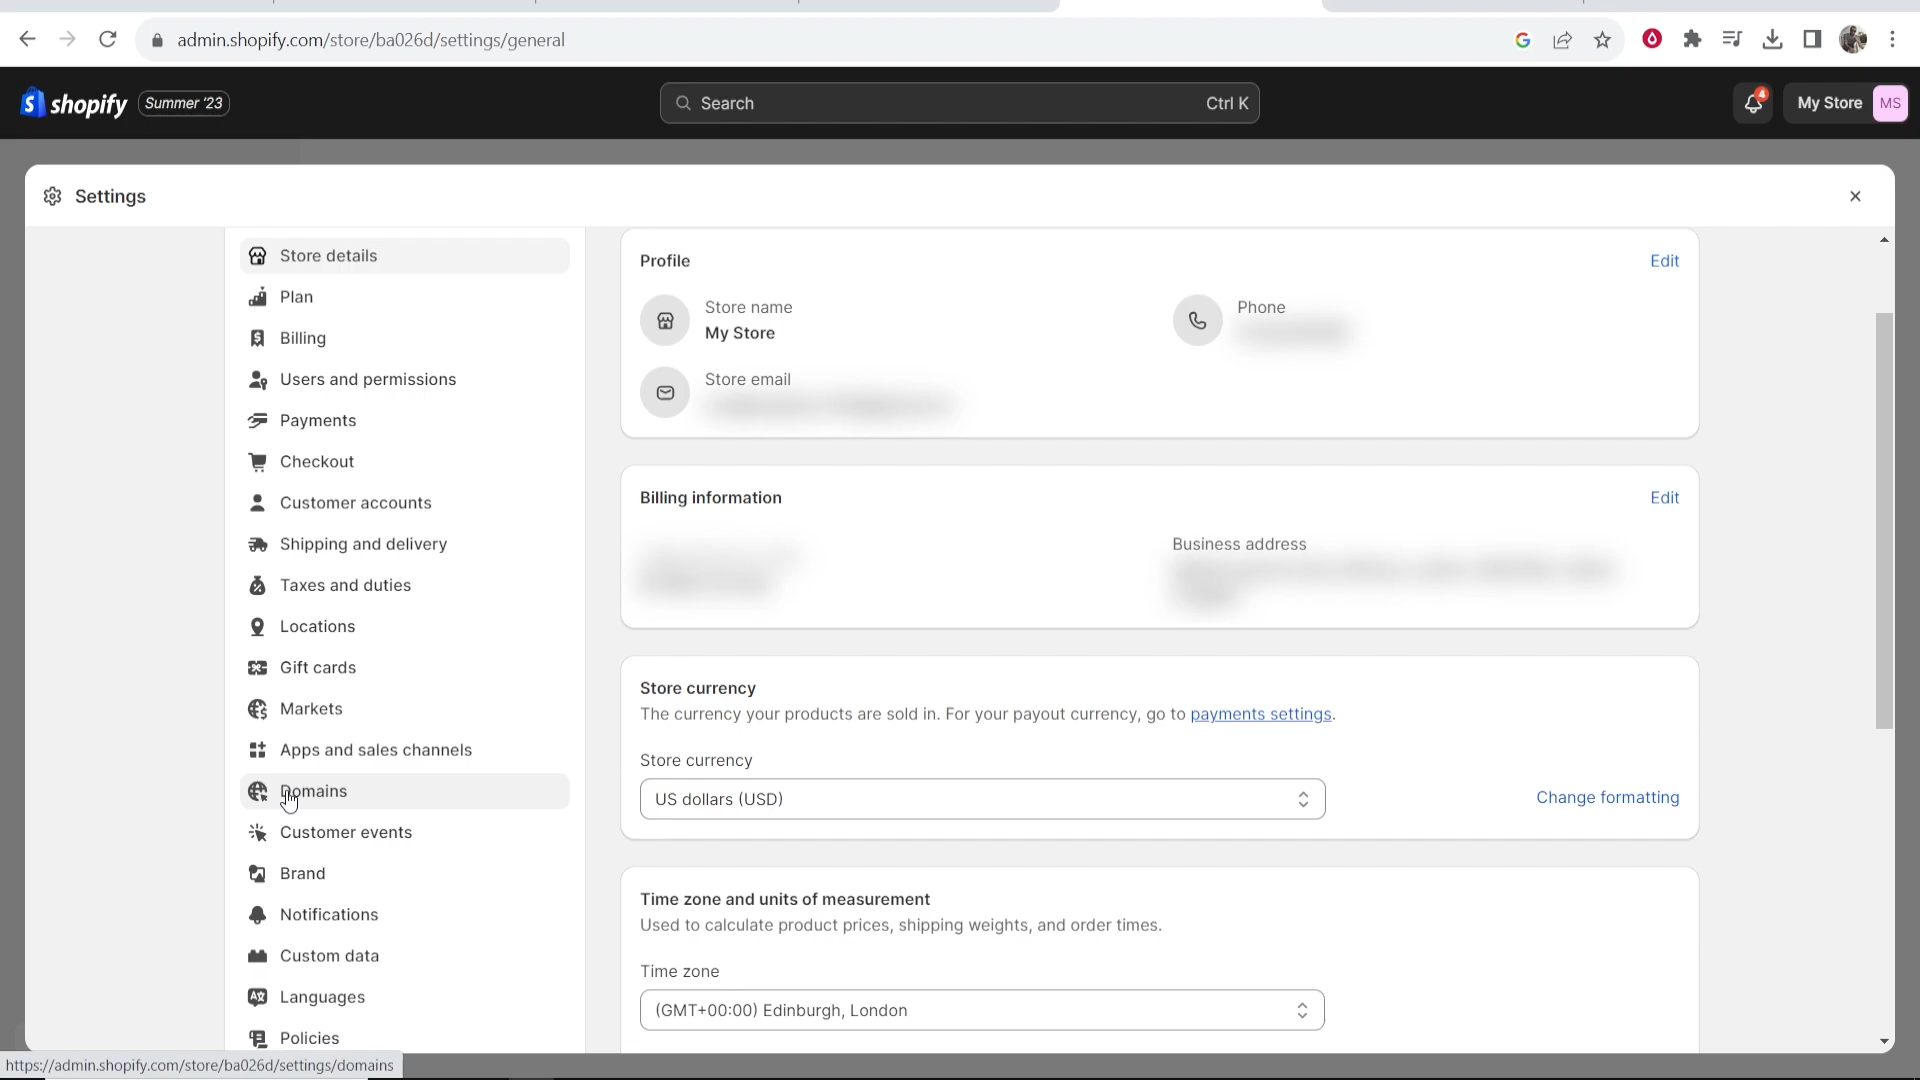 admin.shopify.com/store/ba026d/settings/general
shopify
Summer '23
Search
Ctrl K
4
My Store
MS
Settings
Store details
Plan
Billing
Users and permissions
Payments
Checkout
Customer accounts
Shipping and delivery
Taxes and duties
Locations
Gift cards
Markets
Apps and sales channels
Domains
Customer events
Brand
Notifications
Custom data
Languages
Policies
Profile
Edit
Store name
My Store
Phone
Store email
Billing information
Edit
Business address
Store currency
The currency your products are sold in. For your payout currency, go to payments settings.
Store currency
US dollars (USD)
Change formatting
Time zone and units of measurement
Used to calculate product prices, shipping weights, and order times.
Time zone
(GMT+00:00) Edinburgh, London
https://admin.shopify.com/store/ba026d/settings/domains